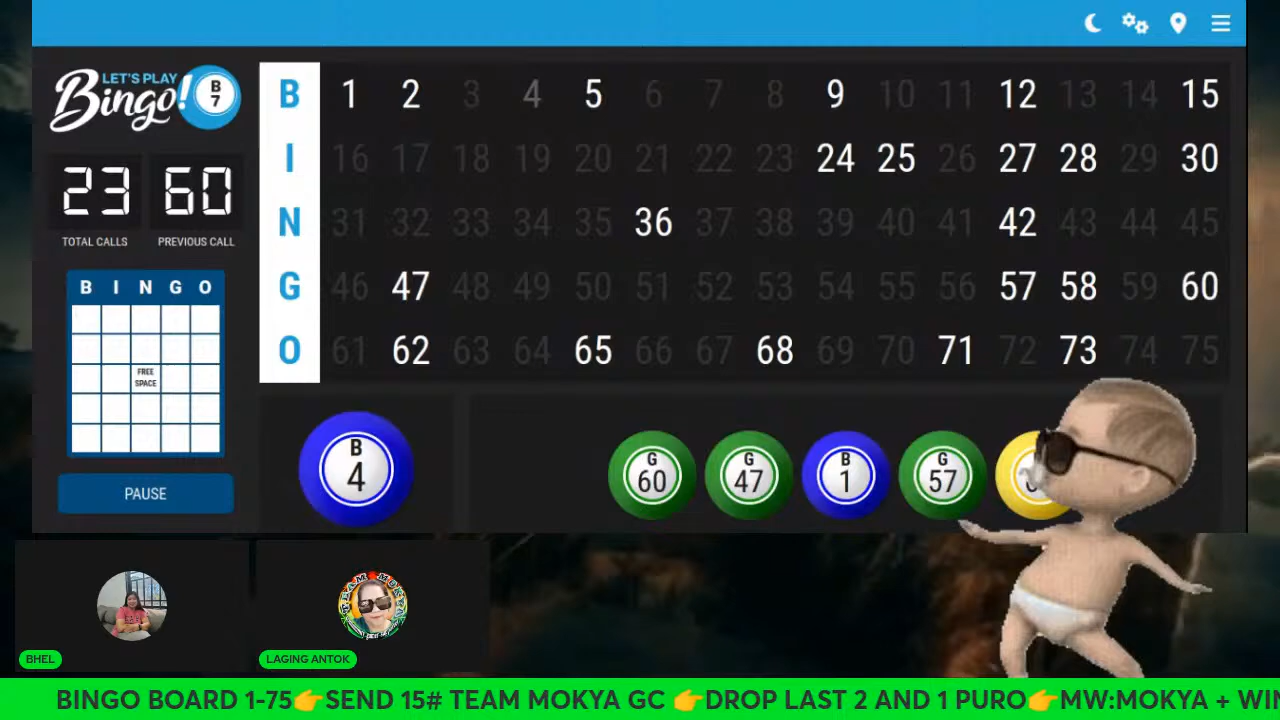 LET'S PLAY
Bingo!
B
7
23
60
TOTAL CALLS
PREVIOUS CALL
B I N G O
FREE
SPACE
PAUSE
B 1 2 3 4 5 6 7 8 9 10 11 12 13 14 15
I 16 17 18 19 20 21 22 23 24 25 26 27 28 29 30
N 31 32 33 34 35 36 37 38 39 40 41 42 43 44 45
G 46 47 48 49 50 51 52 53 54 55 56 57 58 59 60
O 61 62 63 64 65 66 67 68 69 70 71 72 73 74 75
B
4
G
60
G
47
B
1
G
57
BHEL
LAGING ANTOK
BINGO BOARD 1-75👉SEND 15# TEAM MOKYA GC 👉DROP LAST 2 AND 1 PURO👉MW:MOKYA + WIN